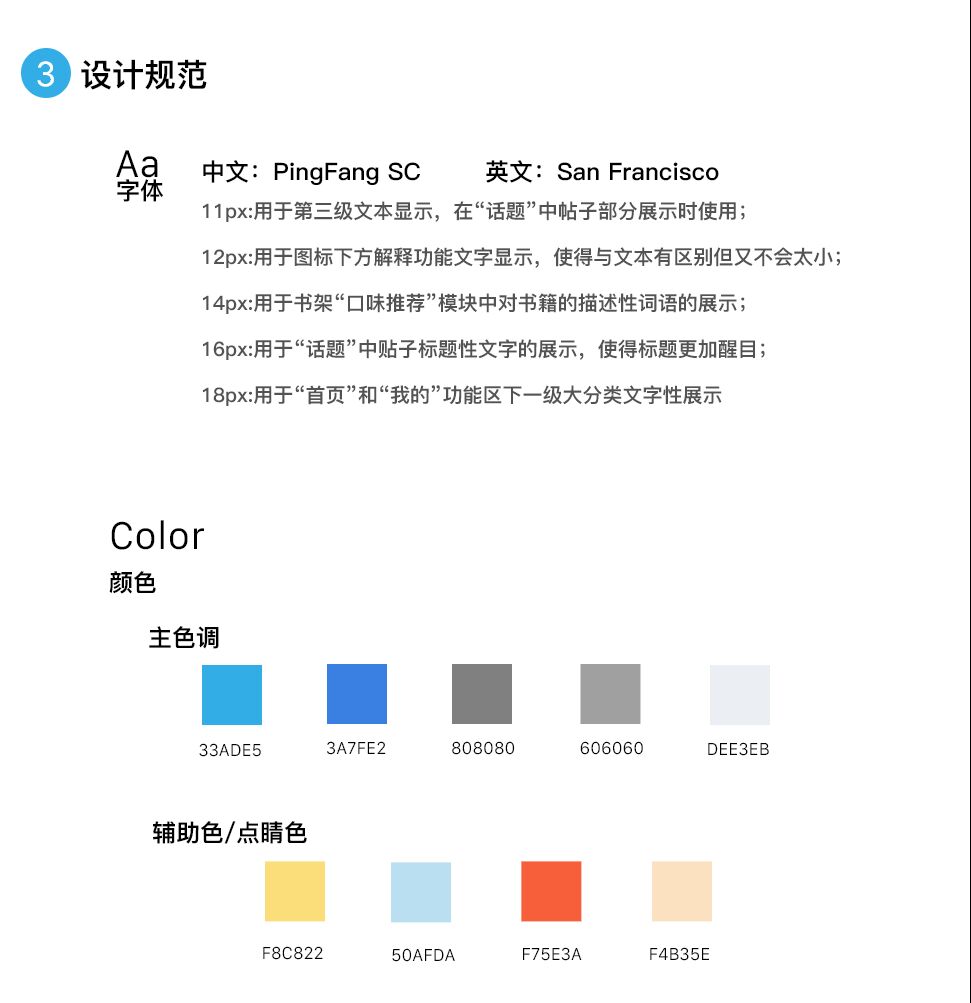 3 设计规范
Aa
字体
中文：PingFang SC 英文：San Francisco
11px:用于第三级文本显示，在“话题”中帖子部分展示时使用；
12px:用于图标下方解释功能文字显示，使得与文本有区别但又不会太小；
14px:用于书架“口味推荐”模块中对书籍的描述性词语的展示；
16px:用于“话题”中贴子标题性文字的展示，使得标题更加醒目；
18px:用于“首页”和“我的”功能区下一级大分类文字性展示
Color
颜色
主色调
33ADE5 3A7FE2 808080 606060 DEE3EB
辅助色/点睛色
F8C822 50AFDA F75E3A F4B35E